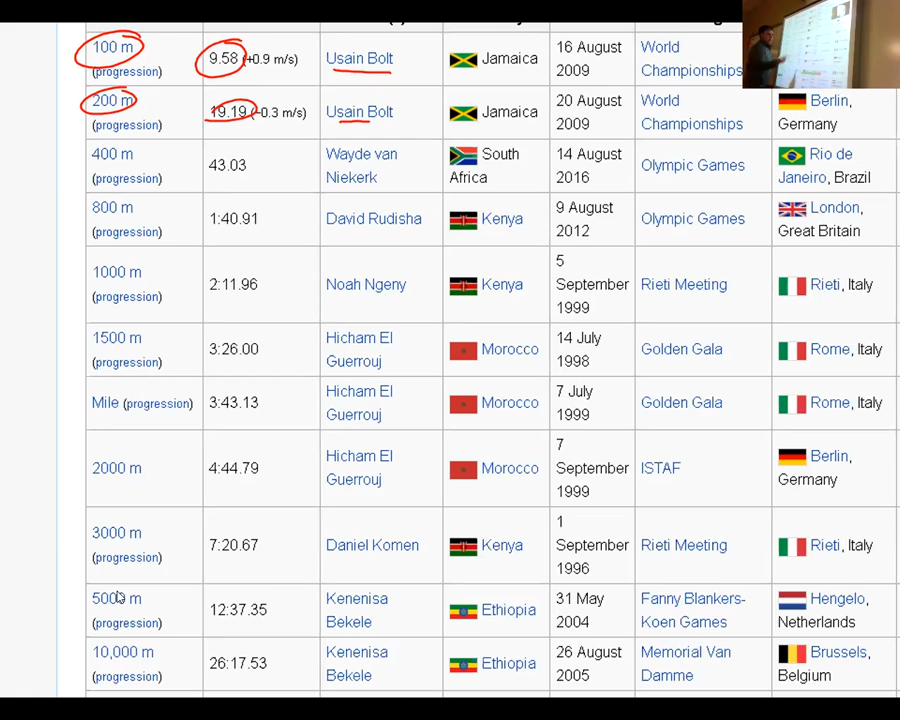 100 m
(progression)
9.58 (+0.9 m/s)
Usain Bolt
Jamaica
16 August
2009
World
Championships
200 m
(progression)
19.19 (−0.3 m/s)
Usain Bolt
Jamaica
20 August
2009
World
Championships
Berlin,
Germany
400 m
(progression)
43.03
Wayde van
Niekerk
South
Africa
14 August
2016
Olympic Games
Rio de
Janeiro, Brazil
800 m
(progression)
1:40.91
David Rudisha
Kenya
9 August
2012
Olympic Games
London,
Great Britain
1000 m
(progression)
2:11.96
Noah Ngeny
Kenya
5
September
1999
Rieti Meeting
Rieti, Italy
1500 m
(progression)
3:26.00
Hicham El
Guerrouj
Morocco
14 July
1998
Golden Gala
Rome, Italy
Mile (progression)
3:43.13
Hicham El
Guerrouj
Morocco
7 July
1999
Golden Gala
Rome, Italy
2000 m
4:44.79
Hicham El
Guerrouj
Morocco
7
September
1999
ISTAF
Berlin,
Germany
3000 m
(progression)
7:20.67
Daniel Komen
Kenya
1
September
1996
Rieti Meeting
Rieti, Italy
5000 m
(progression)
12:37.35
Kenenisa
Bekele
Ethiopia
31 May
2004
Fanny Blankers-
Koen Games
Hengelo,
Netherlands
10,000 m
(progression)
26:17.53
Kenenisa
Bekele
Ethiopia
26 August
2005
Memorial Van
Damme
Brussels,
Belgium